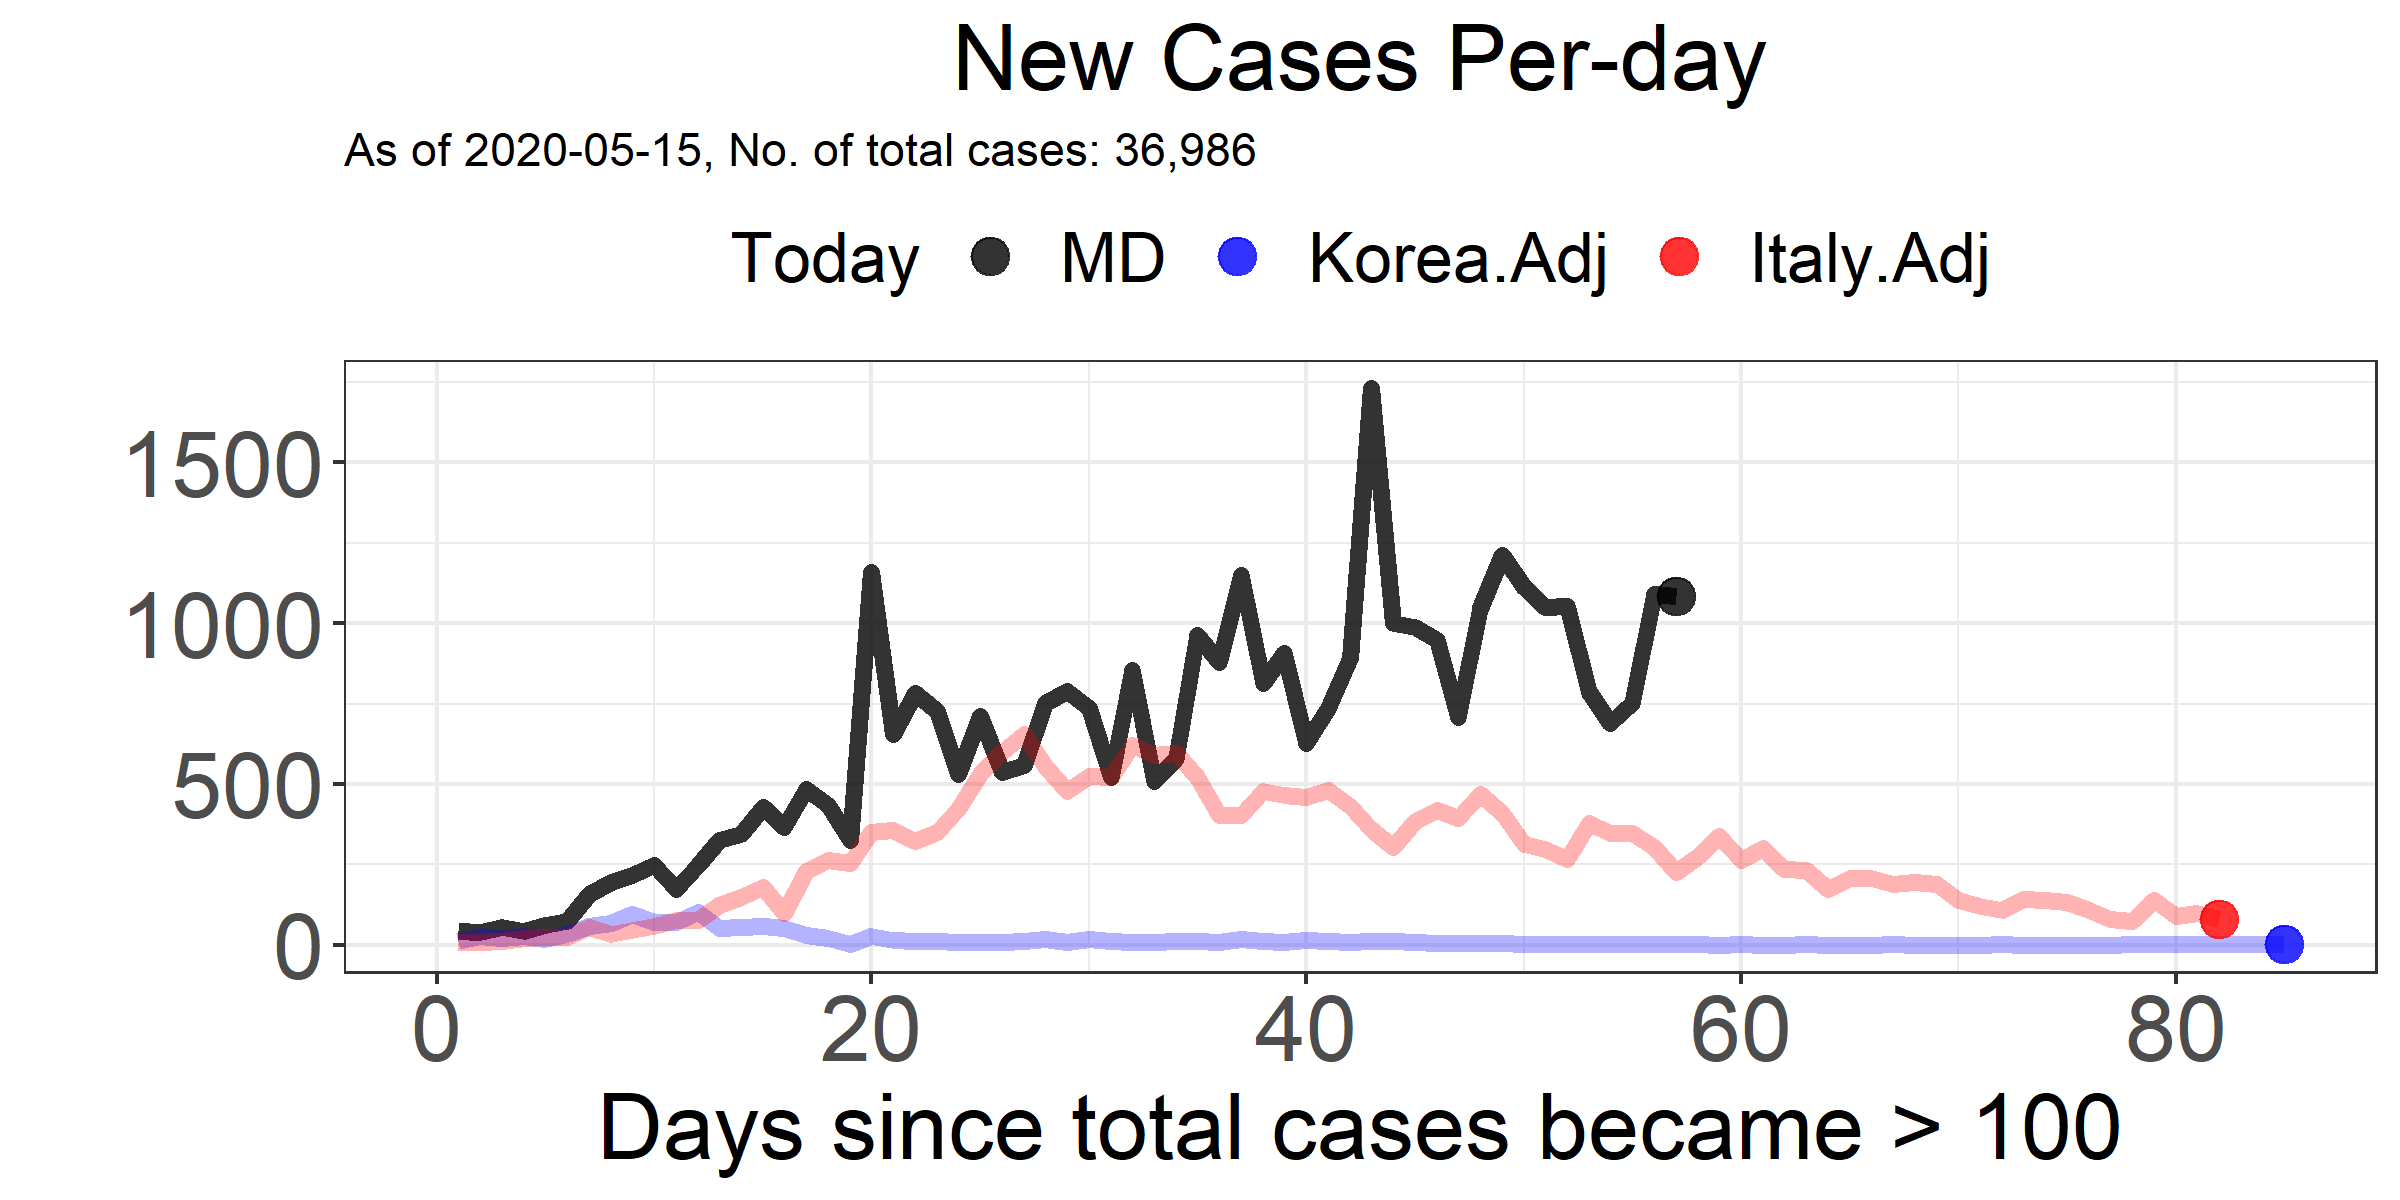 New Cases Per-day
As of 2020-05-15, No. of total cases: 36,986
Today MD Korea.Adj Italy.Adj
1500
1000
500
0
0 20 40 60 80
Days since total cases became > 100